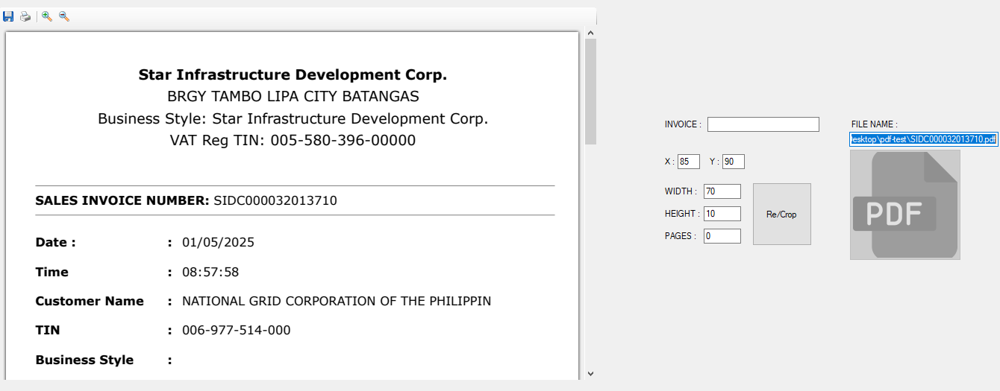 Star Infrastructure Development Corp.
BRGY TAMBO LIPA CITY BATANGAS
Business Style: Star Infrastructure Development Corp.
VAT Reg TIN: 005-580-396-00000
SALES INVOICE NUMBER: SIDC000032013710
Date : : 01/05/2025
Time : 08:57:58
Customer Name : NATIONAL GRID CORPORATION OF THE PHILIPPIN
TIN : 006-977-514-000
Business Style :
INVOICE :
X : 85 Y : 90
WIDTH : 70
HEIGHT : 10
PAGES : 0
Re/Crop
FILE NAME :
esktop\pdf-test\SIDC000032013710.pdf
PDF